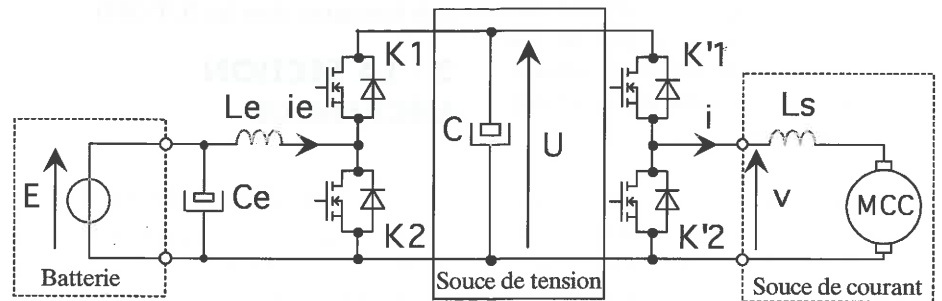 K1
K'1
Le
ie
C
U
i
Ls
E
Ce
v
MCC
K2
K'2
Batterie
Souce de tension
Souce de courant